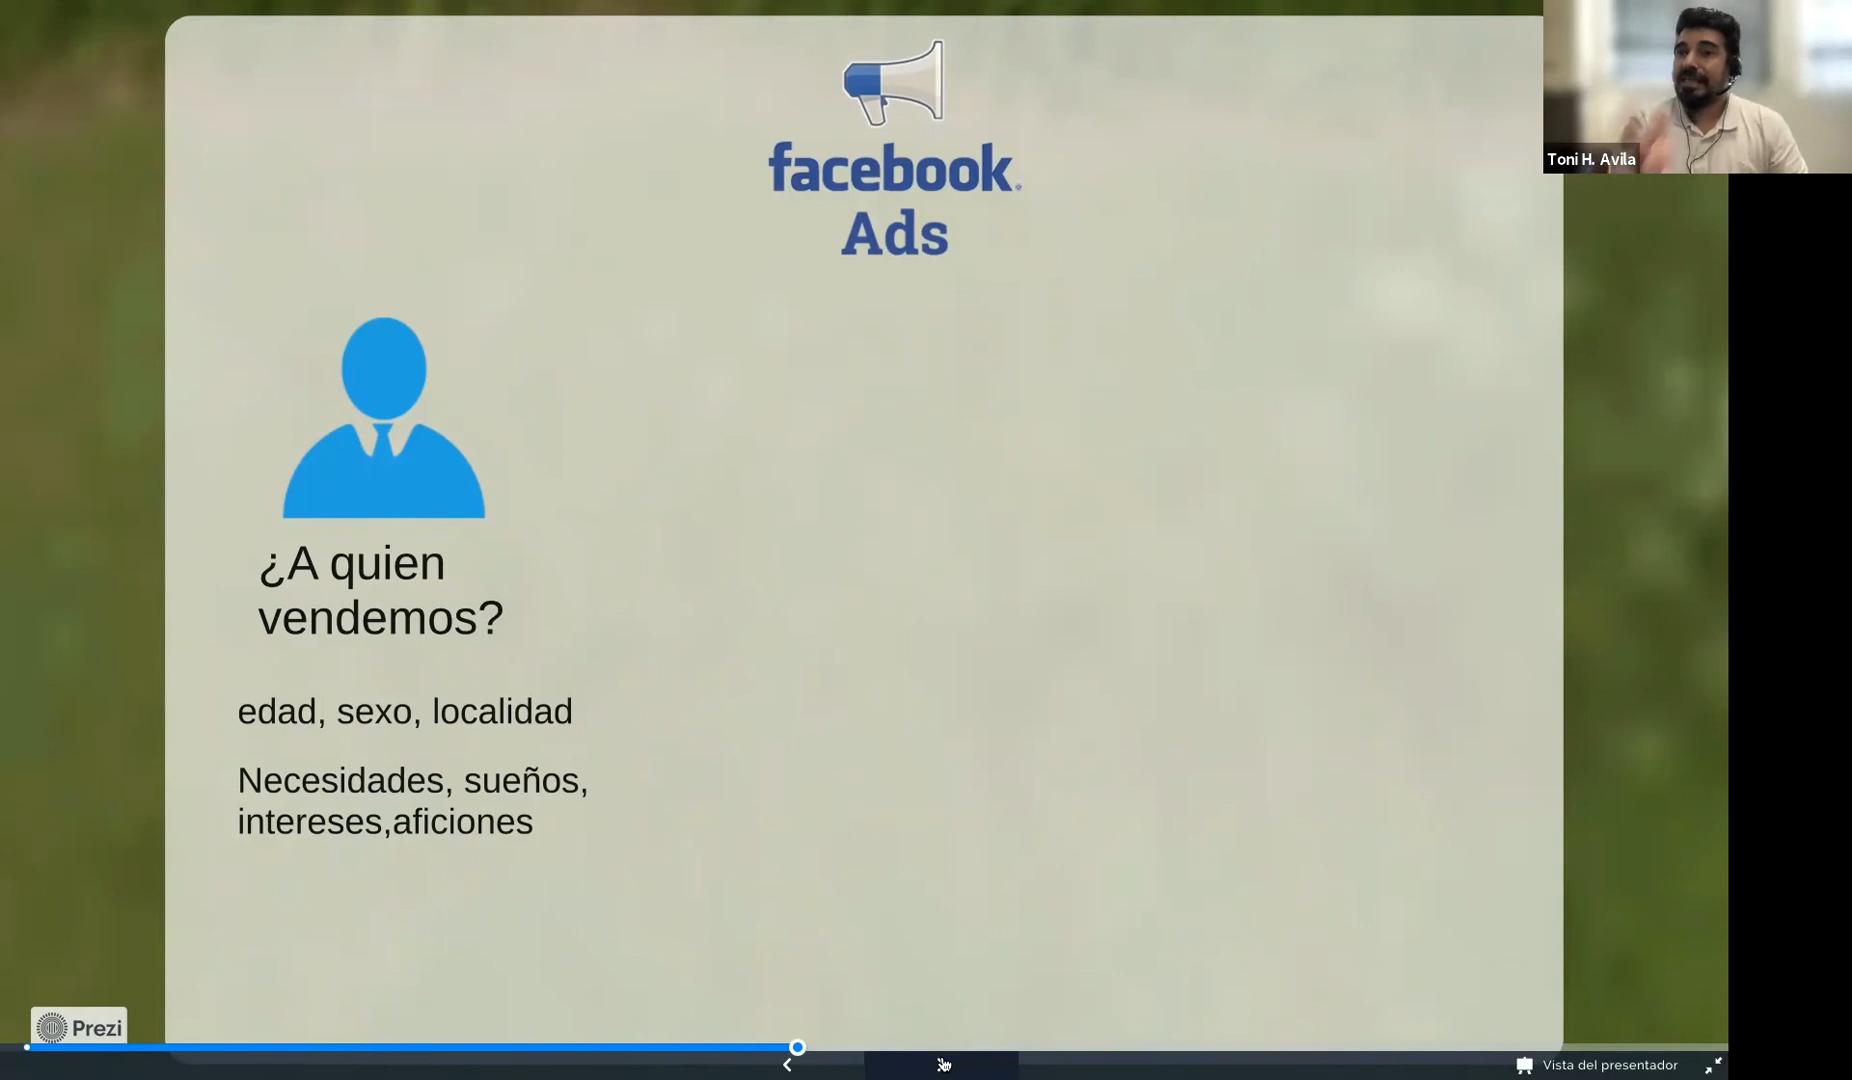 facebook
Ads
Toni H. Avila
¿A quien
vendemos?
edad, sexo, localidad
Necesidades, sueños,
intereses,aficiones
Prezi
Vista del presentador